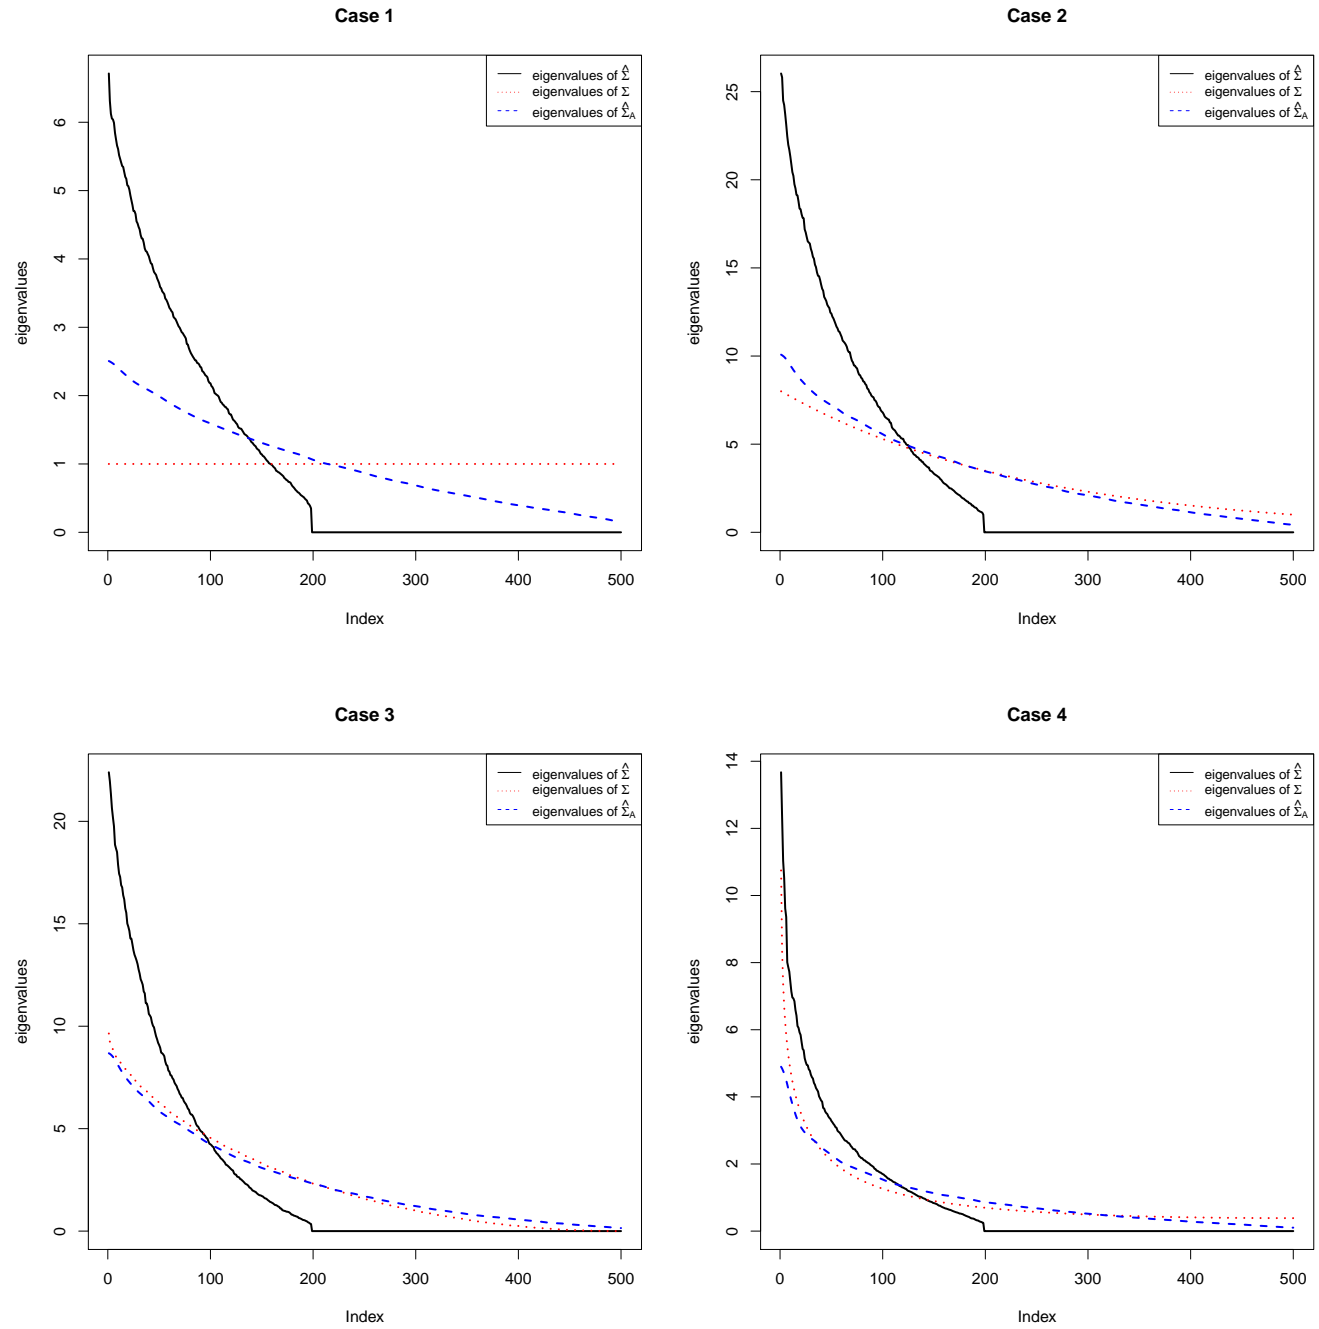 Case 1
eigenvalues of Σ̂
eigenvalues of Σ
eigenvalues of Σ̂_A
eigenvalues
0 1 2 3 4 5 6
0 100 200 300 400 500
Index
Case 2
eigenvalues of Σ̂
eigenvalues of Σ
eigenvalues of Σ̂_A
eigenvalues
0 5 10 15 20 25
0 100 200 300 400 500
Index
Case 3
eigenvalues of Σ̂
eigenvalues of Σ
eigenvalues of Σ̂_A
eigenvalues
0 5 10 15 20
0 100 200 300 400 500
Index
Case 4
eigenvalues of Σ̂
eigenvalues of Σ
eigenvalues of Σ̂_A
eigenvalues
0 2 4 6 8 10 12 14
0 100 200 300 400 500
Index